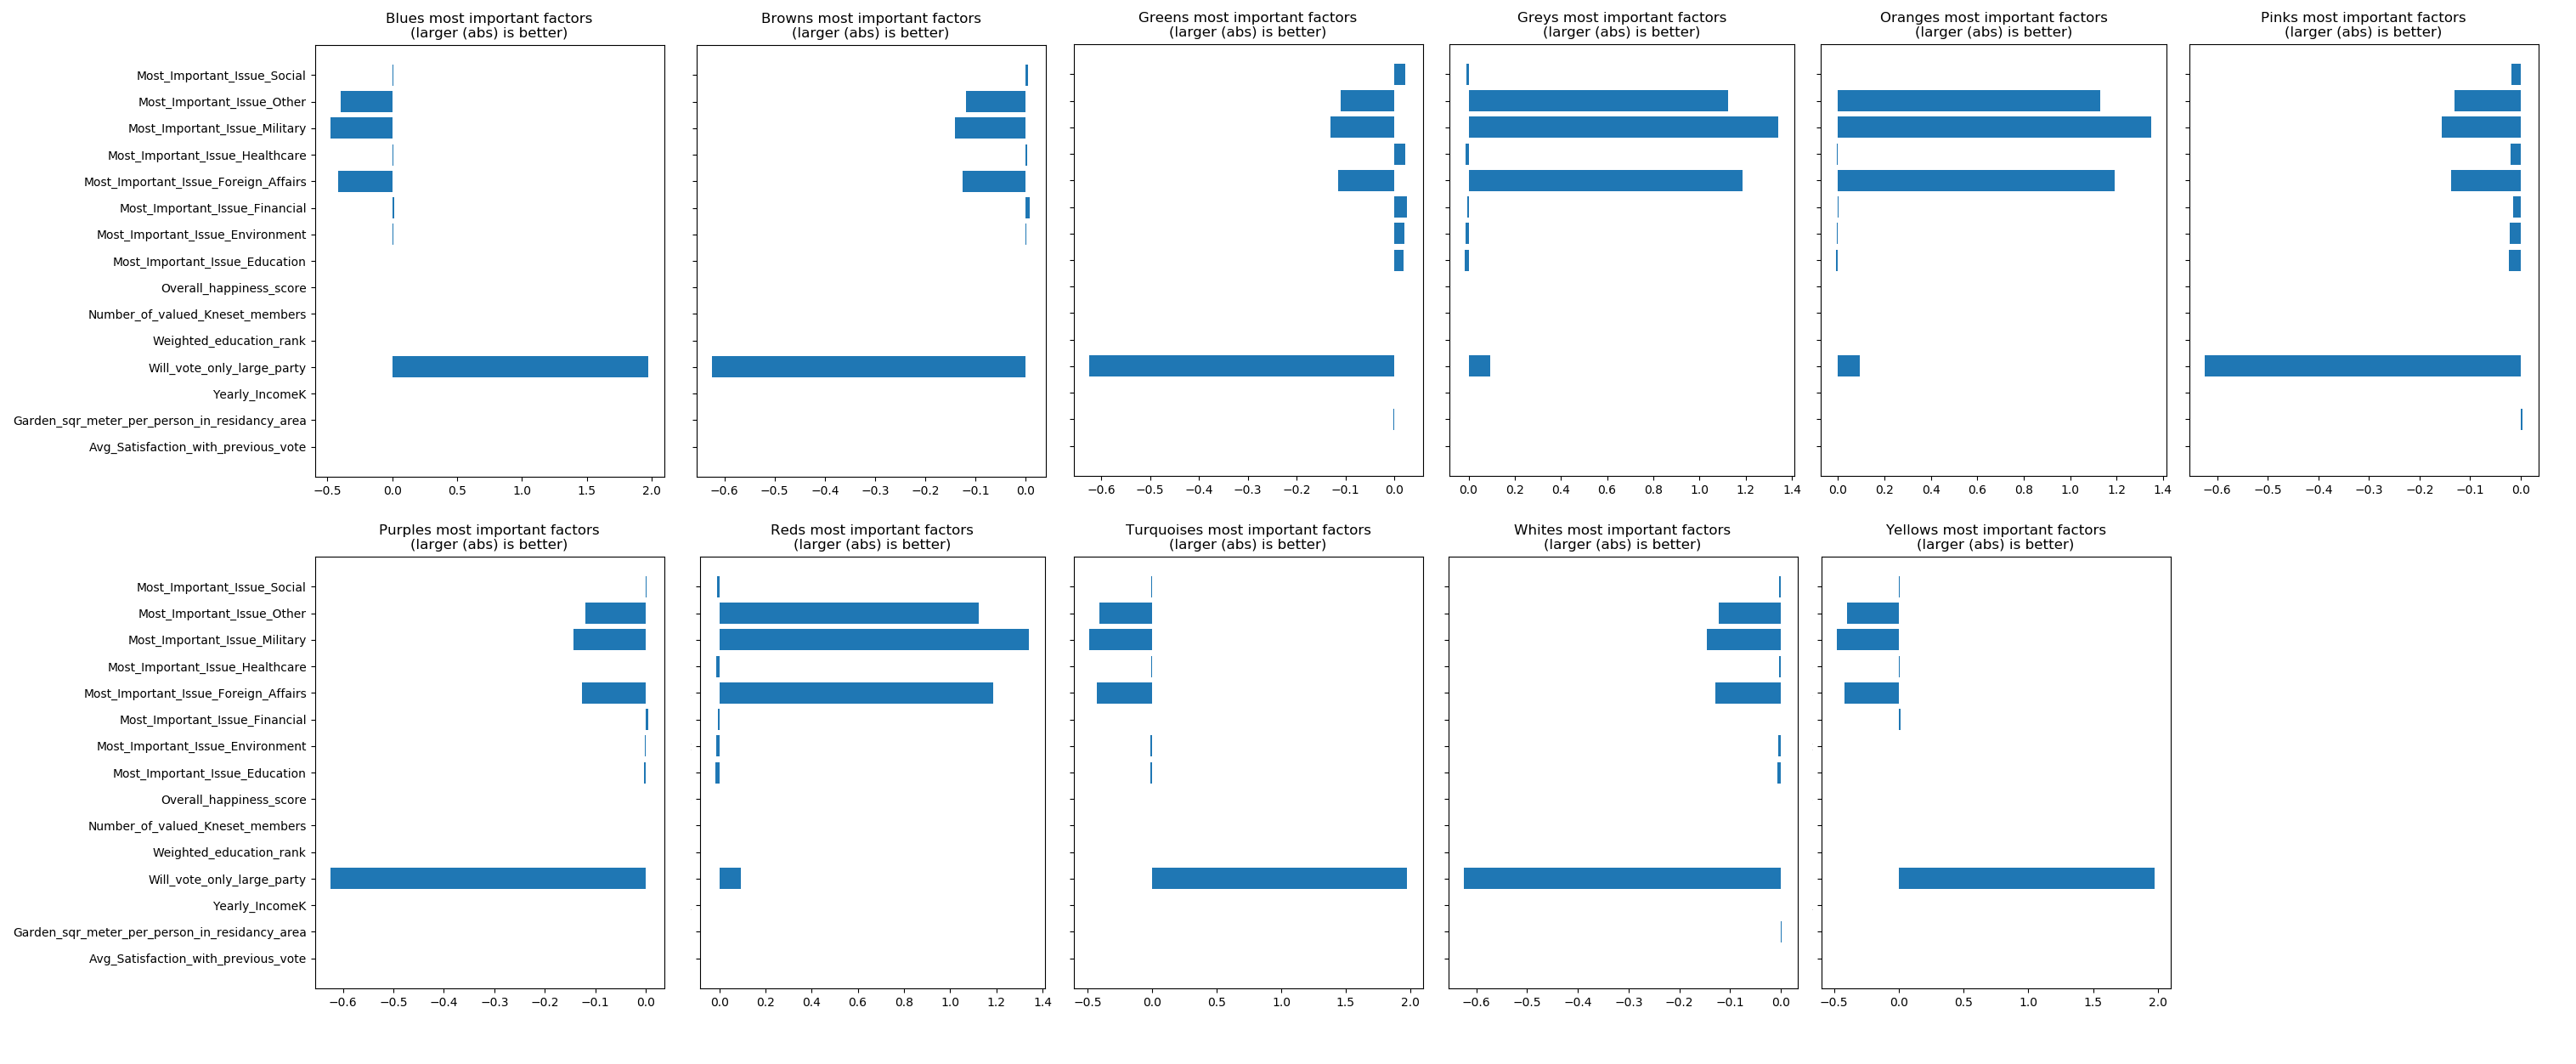 Blues most important factors
(larger (abs) is better)
Browns most important factors
(larger (abs) is better)
Greens most important factors
(larger (abs) is better)
Greys most important factors
(larger (abs) is better)
Oranges most important factors
(larger (abs) is better)
Pinks most important factors
(larger (abs) is better)
Most_Important_Issue_Social
Most_Important_Issue_Other
Most_Important_Issue_Military
Most_Important_Issue_Healthcare
Most_Important_Issue_Foreign_Affairs
Most_Important_Issue_Financial
Most_Important_Issue_Environment
Most_Important_Issue_Education
Overall_happiness_score
Number_of_valued_Kneset_members
Weighted_education_rank
Will_vote_only_large_party
Yearly_IncomeK
Garden_sqr_meter_per_person_in_residancy_area
Avg_Satisfaction_with_previous_vote
−0.5 0.0 0.5 1.0 1.5 2.0
−0.6 −0.5 −0.4 −0.3 −0.2 −0.1 0.0
−0.6 −0.5 −0.4 −0.3 −0.2 −0.1 0.0
0.0 0.2 0.4 0.6 0.8 1.0 1.2 1.4
0.0 0.2 0.4 0.6 0.8 1.0 1.2 1.4
−0.6 −0.5 −0.4 −0.3 −0.2 −0.1 0.0
Purples most important factors
(larger (abs) is better)
Reds most important factors
(larger (abs) is better)
Turquoises most important factors
(larger (abs) is better)
Whites most important factors
(larger (abs) is better)
Yellows most important factors
(larger (abs) is better)
Most_Important_Issue_Social
Most_Important_Issue_Other
Most_Important_Issue_Military
Most_Important_Issue_Healthcare
Most_Important_Issue_Foreign_Affairs
Most_Important_Issue_Financial
Most_Important_Issue_Environment
Most_Important_Issue_Education
Overall_happiness_score
Number_of_valued_Kneset_members
Weighted_education_rank
Will_vote_only_large_party
Yearly_IncomeK
Garden_sqr_meter_per_person_in_residancy_area
Avg_Satisfaction_with_previous_vote
−0.6 −0.5 −0.4 −0.3 −0.2 −0.1 0.0
0.0 0.2 0.4 0.6 0.8 1.0 1.2 1.4
−0.5 0.0 0.5 1.0 1.5 2.0
−0.6 −0.5 −0.4 −0.3 −0.2 −0.1 0.0
−0.5 0.0 0.5 1.0 1.5 2.0